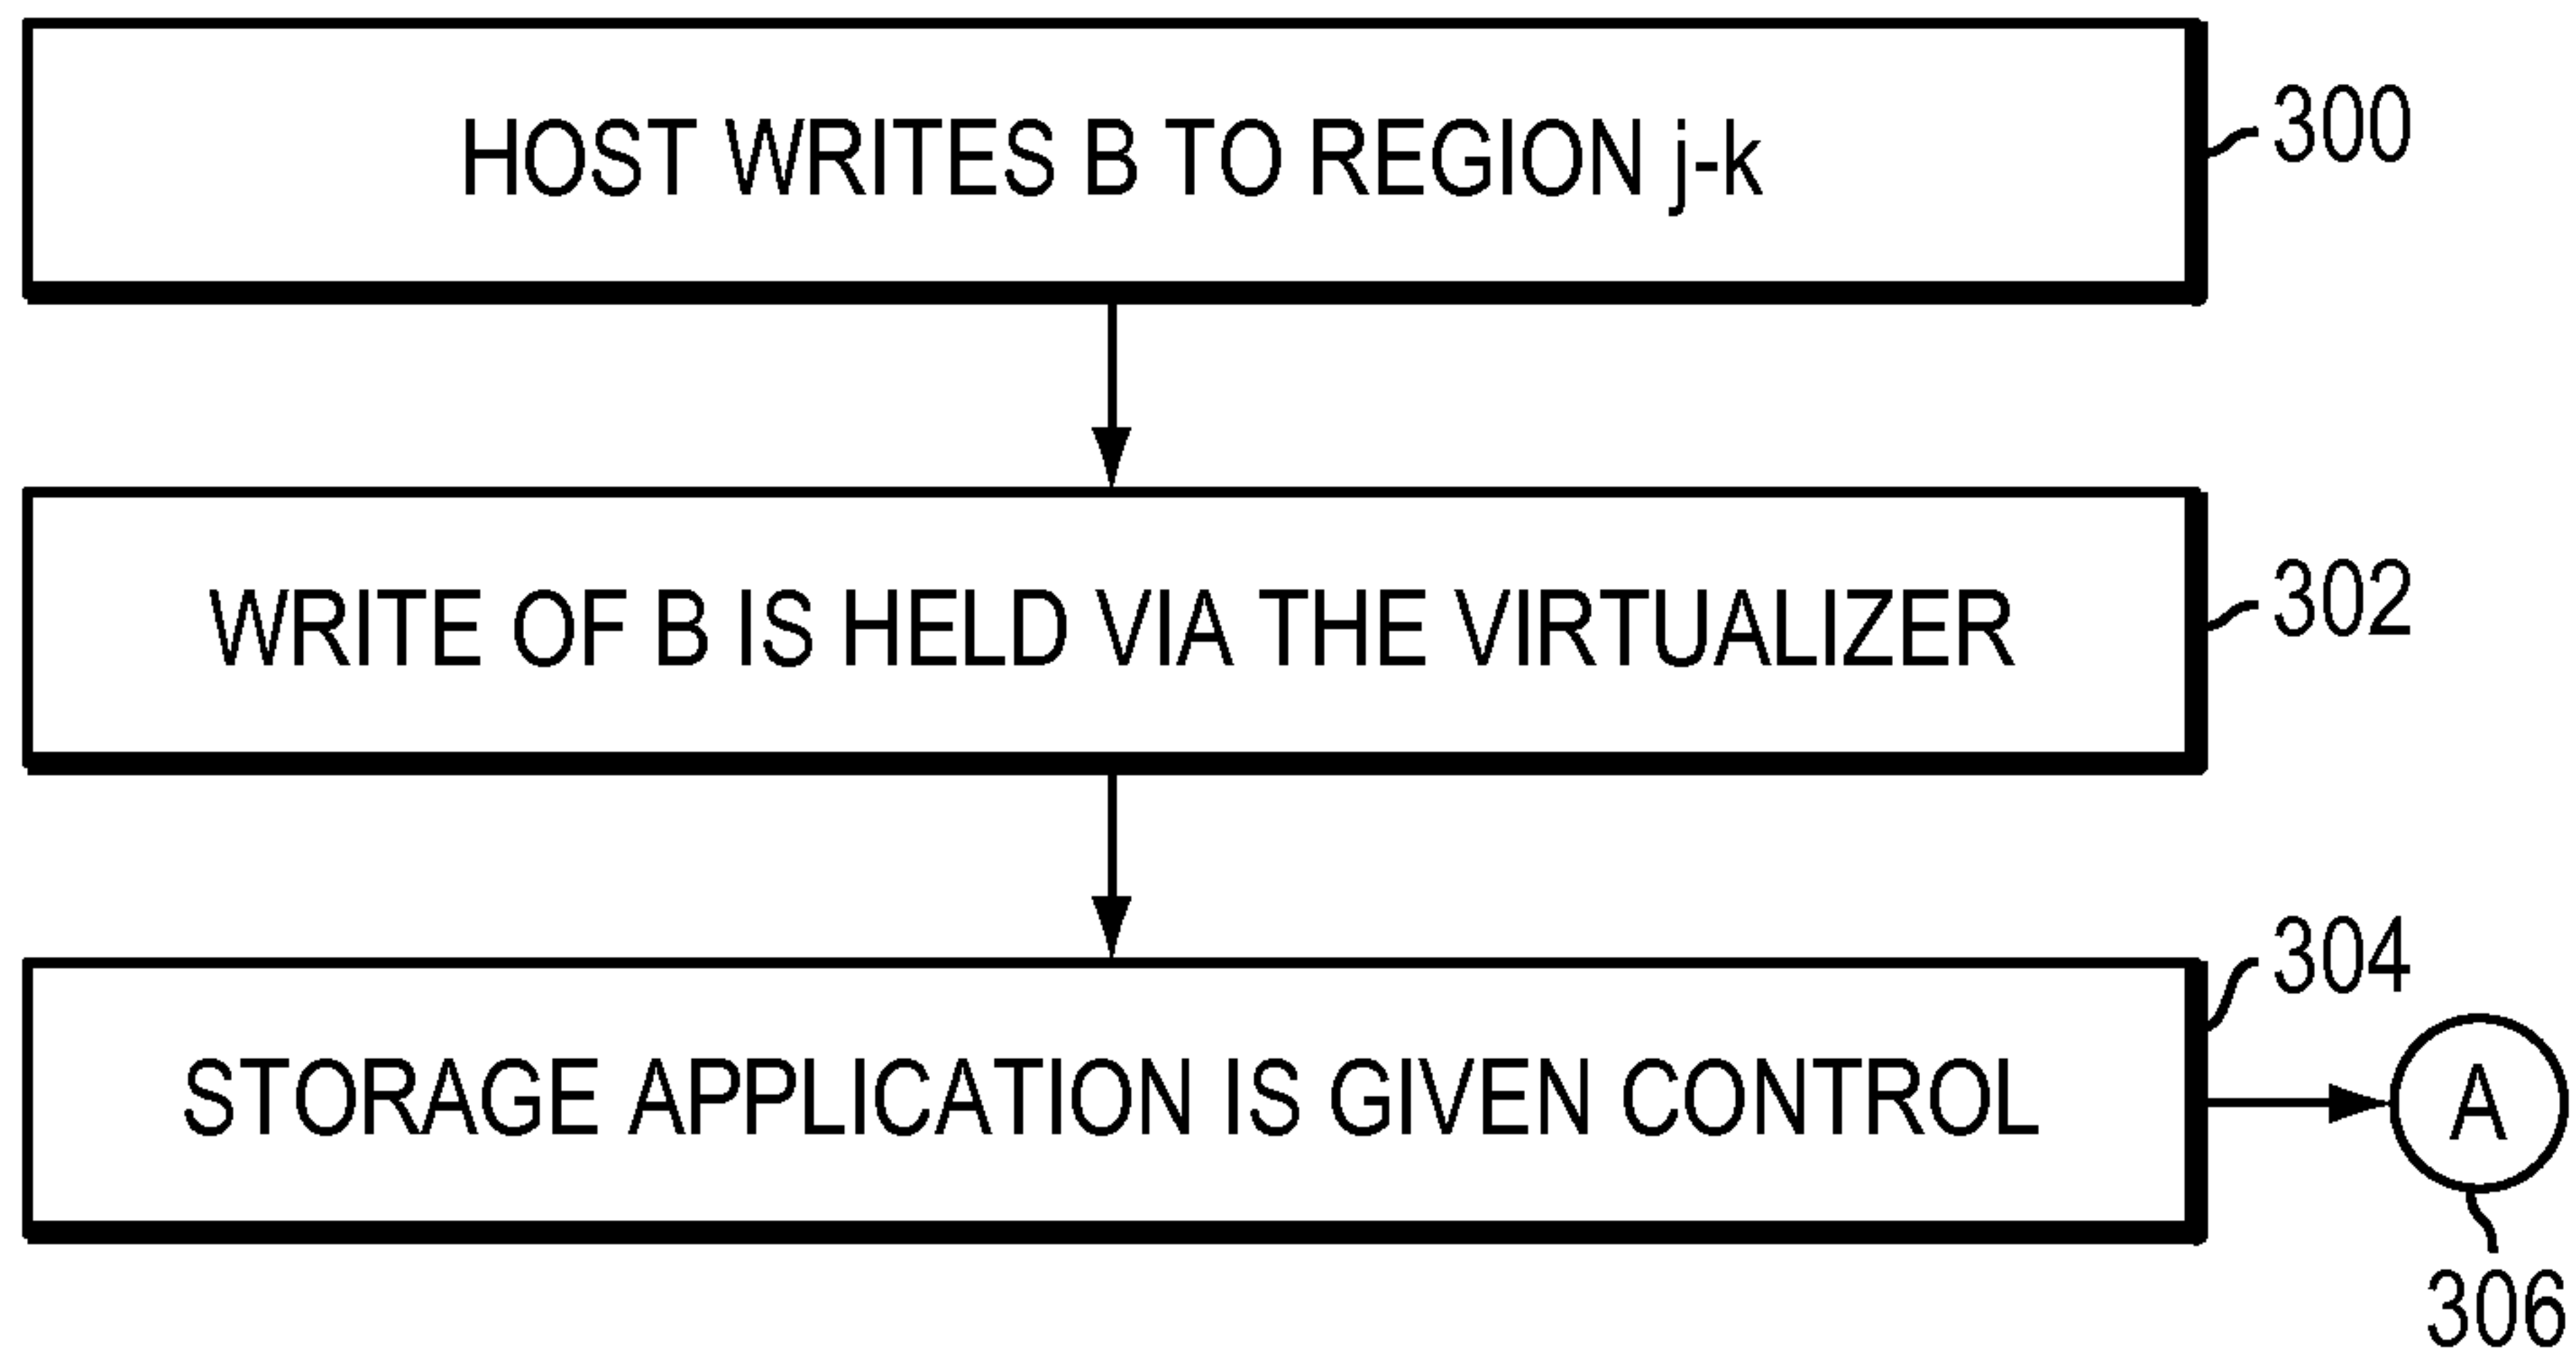 HOST WRITES B TO REGION j-k
300
WRITE OF B IS HELD VIA THE VIRTUALIZER
302
304
STORAGE APPLICATION IS GIVEN CONTROL
A
306